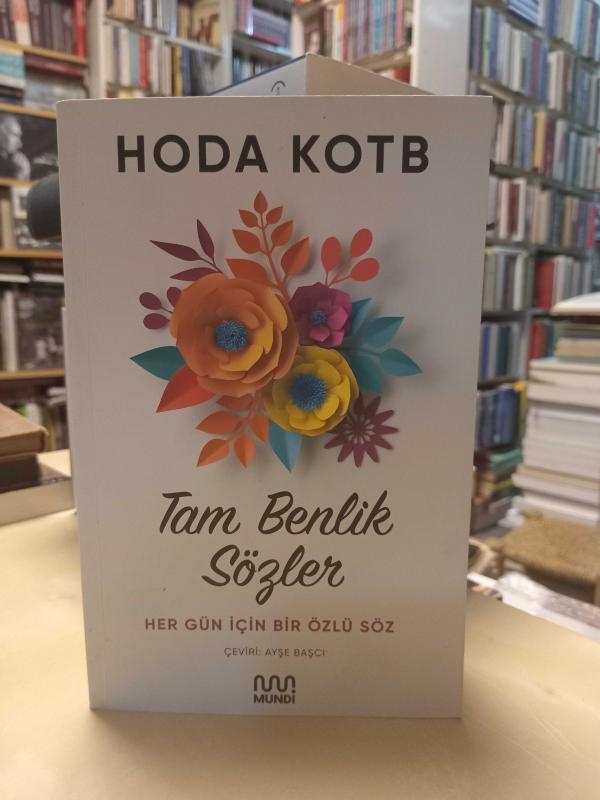 HODA KOTB
Tam Benlik
Sözler
HER GÜN İÇİN BİR ÖZLÜ SÖZ
ÇEVİRİ: AYŞE BAŞCI
MUNDİ